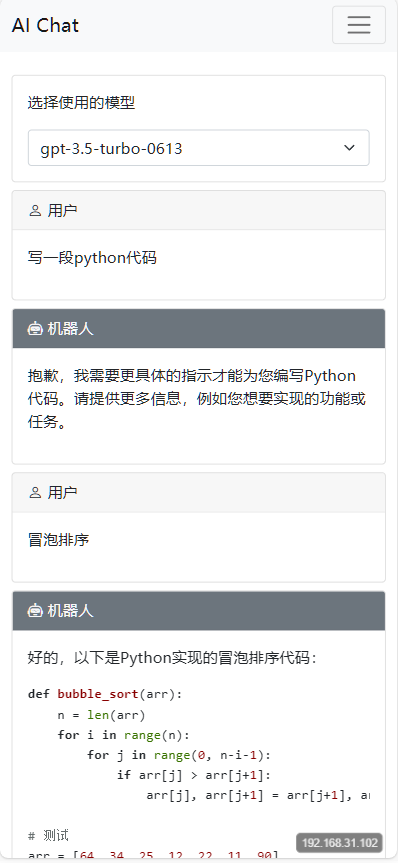 AI Chat
选择使用的模型
gpt-3.5-turbo-0613
用户
写一段python代码
机器人
抱歉，我需要更具体的指示才能为您编写Python
代码。请提供更多信息，例如您想要实现的功能或
任务。
用户
冒泡排序
机器人
好的，以下是Python实现的冒泡排序代码：
def bubble_sort(arr):
    n = len(arr)
    for i in range(n):
        for j in range(0, n-i-1):
            if arr[j] > arr[j+1]:
                arr[j], arr[j+1] = arr[j+1], a
# 测试
arr = [64, 34, 25, 12, 22, 11, 90]
192.168.31.102